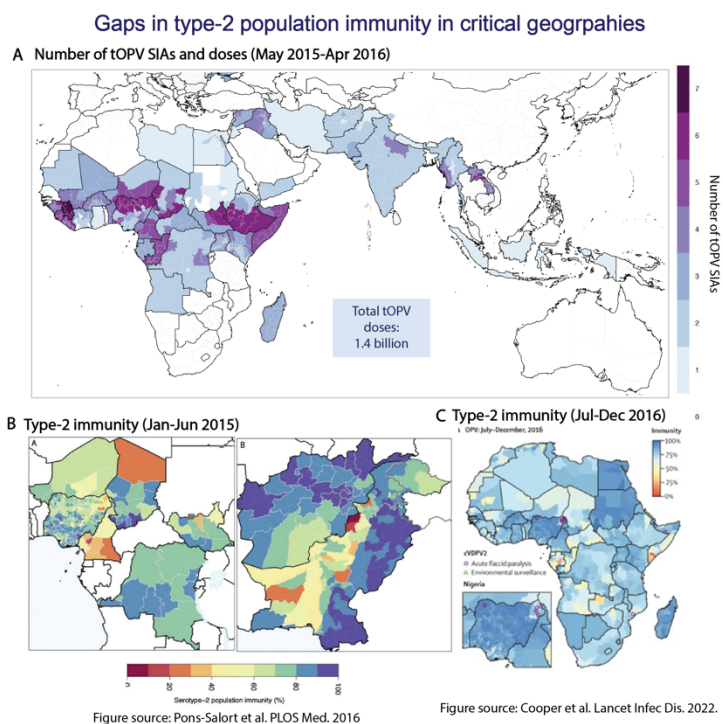 Gaps in type-2 population immunity in critical geogrpahies
A Number of tOPV SIAs and doses (May 2015-Apr 2016)
7
6
5
4
3
2
1
0
Number of tOPV SIAs
Total tOPV
doses:
1.4 billion
B Type-2 immunity (Jan-Jun 2015)
A
B
0
20
40
60
80
100
Serotype-2 population immunity (%)
Figure source: Pons-Salort et al. PLOS Med. 2016
C Type-2 immunity (Jul-Dec 2016)
OPV: July–December, 2016
Immunity
100%
75%
50%
25%
0%
cVDPV2
Acute flaccid paralysis
Environmental surveillance
Nigeria
Figure source: Cooper et al. Lancet Infec Dis. 2022.